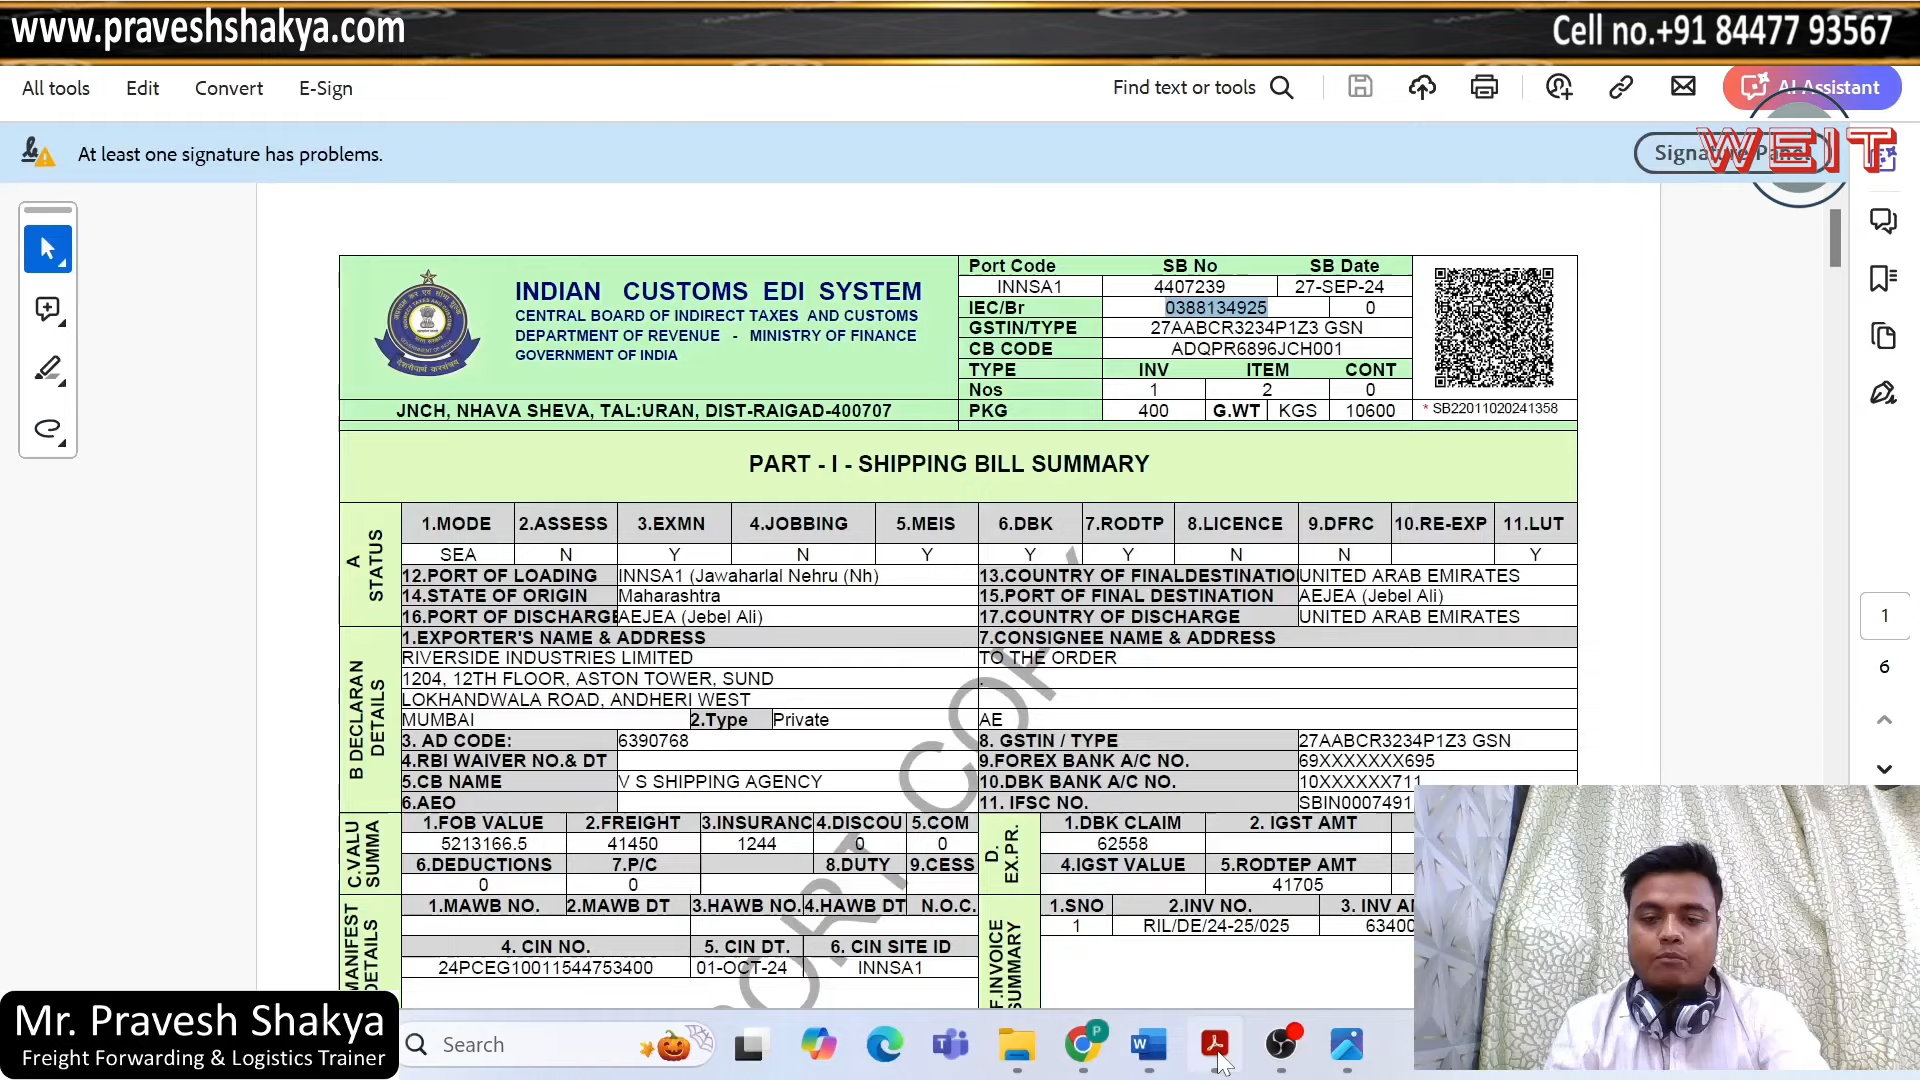 www.praveshshakya.com
Cell no.+91 84477 93567
All tools Edit Convert E-Sign
Find text or tools
AI Assistant
At least one signature has problems.
Signature Panel
WEIT
INDIAN CUSTOMS EDI SYSTEM
CENTRAL BOARD OF INDIRECT TAXES AND CUSTOMS
DEPARTMENT OF REVENUE - MINISTRY OF FINANCE
GOVERNMENT OF INDIA
JNCH, NHAVA SHEVA, TAL:URAN, DIST-RAIGAD-400707
Port Code SB No SB Date
INNSA1 4407239 27-SEP-24
IEC/Br 0388134925 0
GSTIN/TYPE 27AABCR3234P1Z3 GSN
CB CODE ADQPR6896JCH001
TYPE INV ITEM CONT
Nos 1 2 0
PKG 400 G.WT KGS 10600
* SB22011020241358
PART - I - SHIPPING BILL SUMMARY
A STATUS
1.MODE 2.ASSESS 3.EXMN 4.JOBBING 5.MEIS 6.DBK 7.RODTP 8.LICENCE 9.DFRC 10.RE-EXP 11.LUT
SEA N Y N Y Y Y N N Y
12.PORT OF LOADING INNSA1 (Jawaharlal Nehru (Nh) 13.COUNTRY OF FINALDESTINATIO UNITED ARAB EMIRATES
14.STATE OF ORIGIN Maharashtra 15.PORT OF FINAL DESTINATION AEJEA (Jebel Ali)
16.PORT OF DISCHARGE AEJEA (Jebel Ali) 17.COUNTRY OF DISCHARGE UNITED ARAB EMIRATES
B DECLARAN DETAILS
1.EXPORTER'S NAME & ADDRESS 7.CONSIGNEE NAME & ADDRESS
RIVERSIDE INDUSTRIES LIMITED TO THE ORDER
1204, 12TH FLOOR, ASTON TOWER, SUND .
LOKHANDWALA ROAD, ANDHERI WEST
MUMBAI 2.Type Private AE
3. AD CODE: 6390768 8. GSTIN / TYPE 27AABCR3234P1Z3 GSN
4.RBI WAIVER NO.& DT 9.FOREX BANK A/C NO. 69XXXXXXX695
5.CB NAME V S SHIPPING AGENCY 10.DBK BANK A/C NO. 10XXXXXX711
6.AEO 11. IFSC NO. SBIN0007491
C.VALU SUMMA
1.FOB VALUE 2.FREIGHT 3.INSURANC 4.DISCOU 5.COM
5213166.5 41450 1244 0 0
6.DEDUCTIONS 7.P/C 8.DUTY 9.CESS
0 0
D. EX.PR.
1.DBK CLAIM 2. IGST AMT
62558
4.IGST VALUE 5.RODTEP AMT
41705
MANIFEST DETAILS
1.MAWB NO. 2.MAWB DT 3.HAWB NO. 4.HAWB DT N.O.C.
4. CIN NO. 5. CIN DT. 6. CIN SITE ID
24PCEG10011544753400 01-OCT-24 INNSA1
F.INVOICE SUMMARY
1.SNO 2.INV NO. 3. INV A
1 RIL/DE/24-25/025 63400
ORT COPY
1
6
Mr. Pravesh Shakya
Freight Forwarding & Logistics Trainer
Search
P